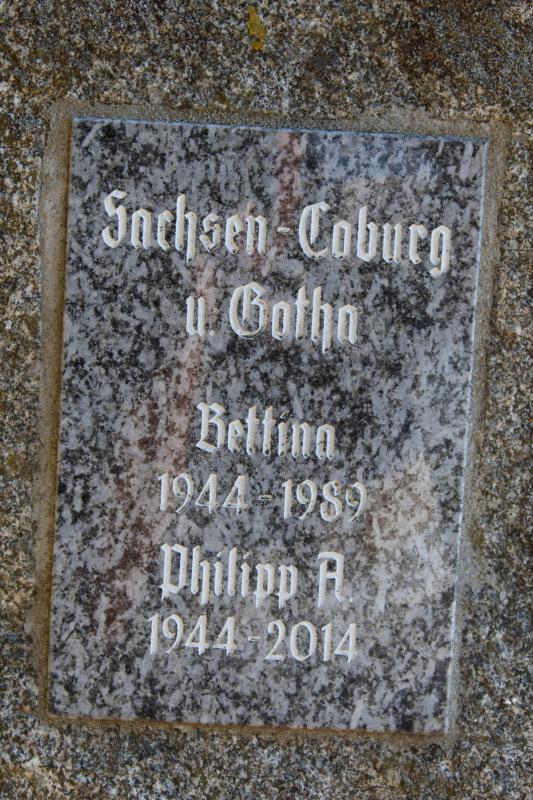 Sachsen-Coburg
u. Gotha
Bettina
1944-1989
Philipp A.
1944-2014